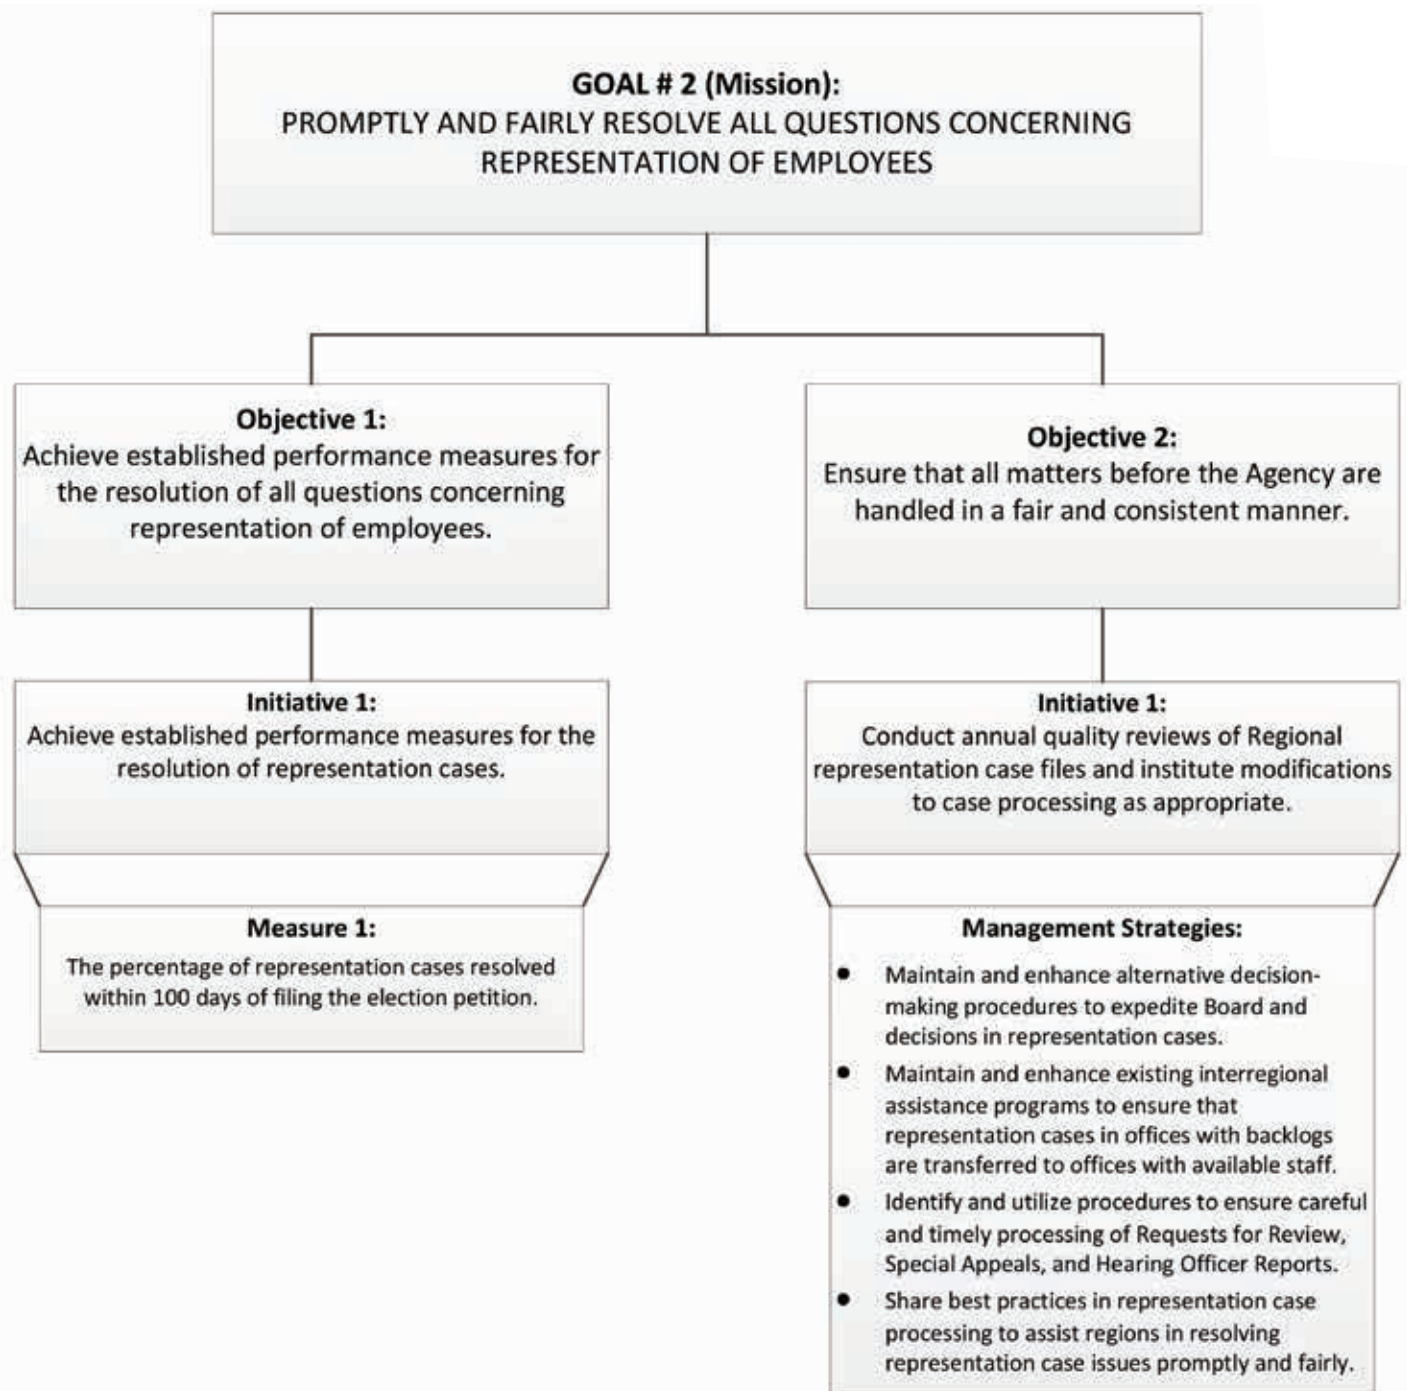 GOAL # 2 (Mission):
PROMPTLY AND FAIRLY RESOLVE ALL QUESTIONS CONCERNING
REPRESENTATION OF EMPLOYEES
Objective 1:
Achieve established performance measures for
the resolution of all questions concerning
representation of employees.
Initiative 1:
Achieve established performance measures for the
resolution of representation cases.
Measure 1:
The percentage of representation cases resolved
within 100 days of filing the election petition.
Objective 2:
Ensure that all matters before the Agency are
handled in a fair and consistent manner.
Initiative 1:
Conduct annual quality reviews of Regional
representation case files and institute modifications
to case processing as appropriate.
Management Strategies:
● Maintain and enhance alternative decision-
making procedures to expedite Board and
decisions in representation cases.
● Maintain and enhance existing interregional
assistance programs to ensure that
representation cases in offices with backlogs
are transferred to offices with available staff.
● Identify and utilize procedures to ensure careful
and timely processing of Requests for Review,
Special Appeals, and Hearing Officer Reports.
● Share best practices in representation case
processing to assist regions in resolving
representation case issues promptly and fairly.